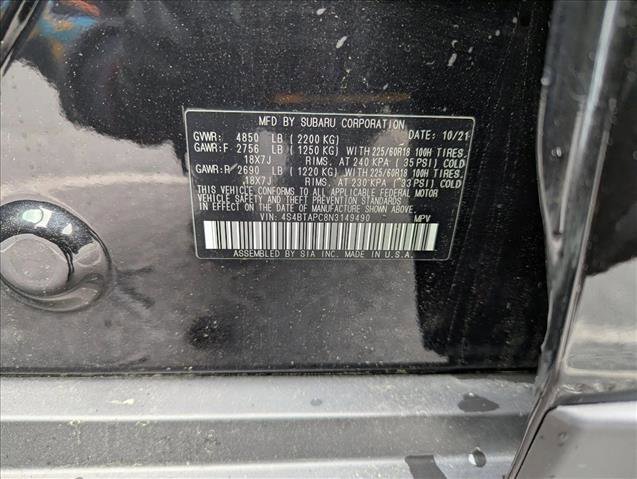 MFD BY SUBARU CORPORATION DATE: 10/21
GVWR: 4850 LB (2200 KG)
GAWR:F 2756 LB (1250 KG) WITH 225/60R18 100H TIRES,
18X7J RIMS, AT 240 KPA (35 PSI) COLD
GAWR:R 2690 LB (1220 KG) WITH 225/60R18 100H TIRES,
18X7J RIMS, AT 230 KPA (33 PSI) COLD
THIS VEHICLE CONFORMS TO ALL APPLICABLE FEDERAL MOTOR
VEHICLE SAFETY AND THEFT PREVENTION STANDARDS
IN EFFECT ON THE DATE OF MANUFACTURE SHOWN ABOVE.
VIN: 4S4BTAPC8N3149490 MPV
ASSEMBLED BY SIA INC. MADE IN U.S.A.